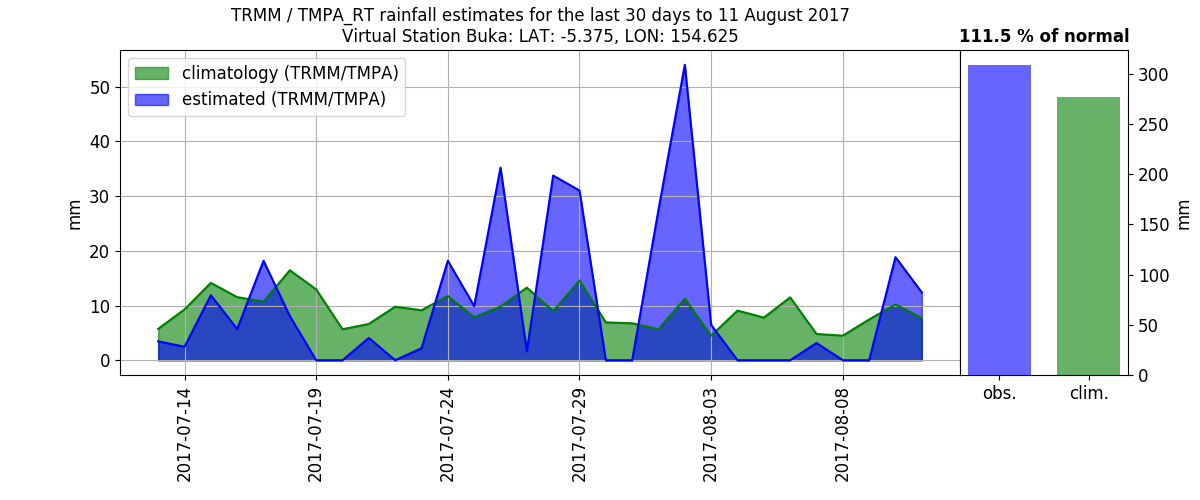 TRMM / TMPA_RT rainfall estimates for the last 30 days to 11 August 2017
Virtual Station Buka: LAT: -5.375, LON: 154.625
111.5 % of normal
climatology (TRMM/TMPA)
estimated (TRMM/TMPA)
mm
50
40
30
20
10
0
2017-07-14
2017-07-19
2017-07-24
2017-07-29
2017-08-03
2017-08-08
300
250
200
150
100
50
0
mm
obs.
clim.